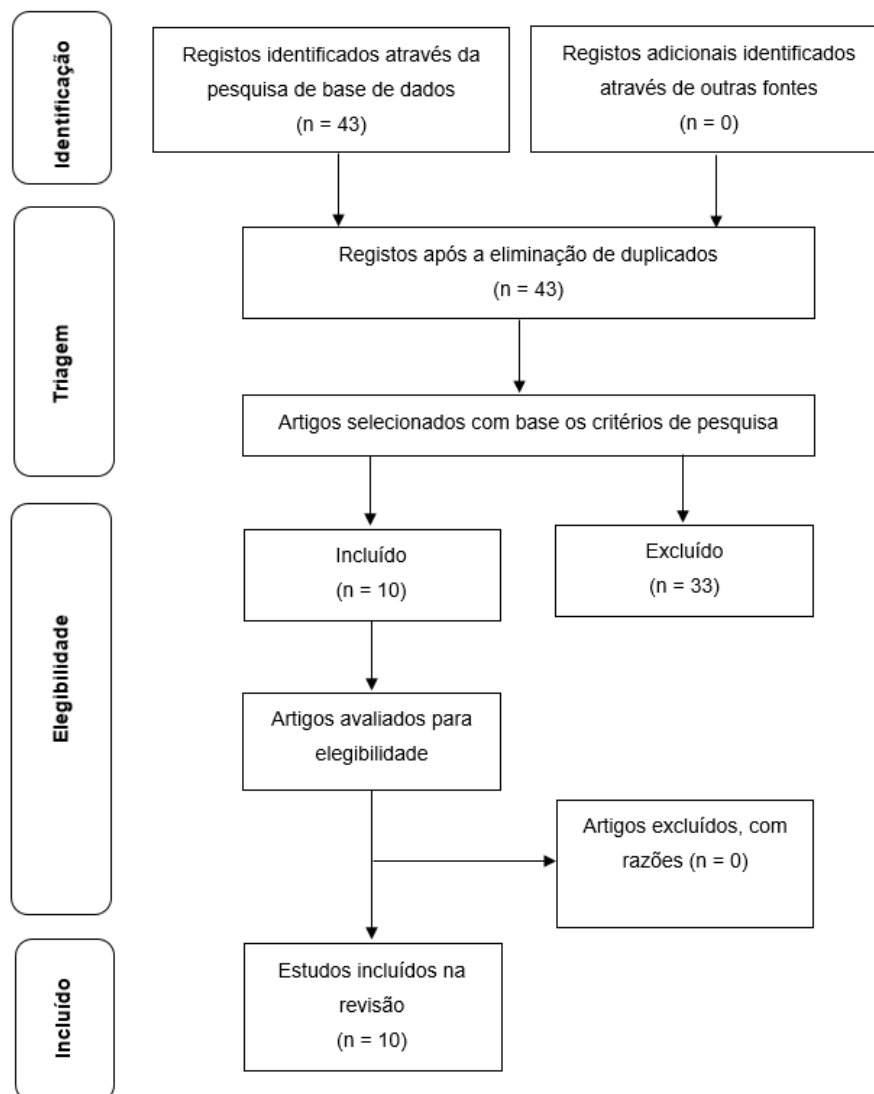 Identificação
Registos identificados através da
pesquisa de base de dados
(n = 43)
Registos adicionais identificados
através de outras fontes
(n = 0)
Triagem
Registos após a eliminação de duplicados
(n = 43)
Artigos selecionados com base os critérios de pesquisa
Elegibilidade
Incluído
(n = 10)
Excluído
(n = 33)
Artigos avaliados para
elegibilidade
Artigos excluídos, com
razões (n = 0)
Incluído
Estudos incluídos na
revisão
(n = 10)